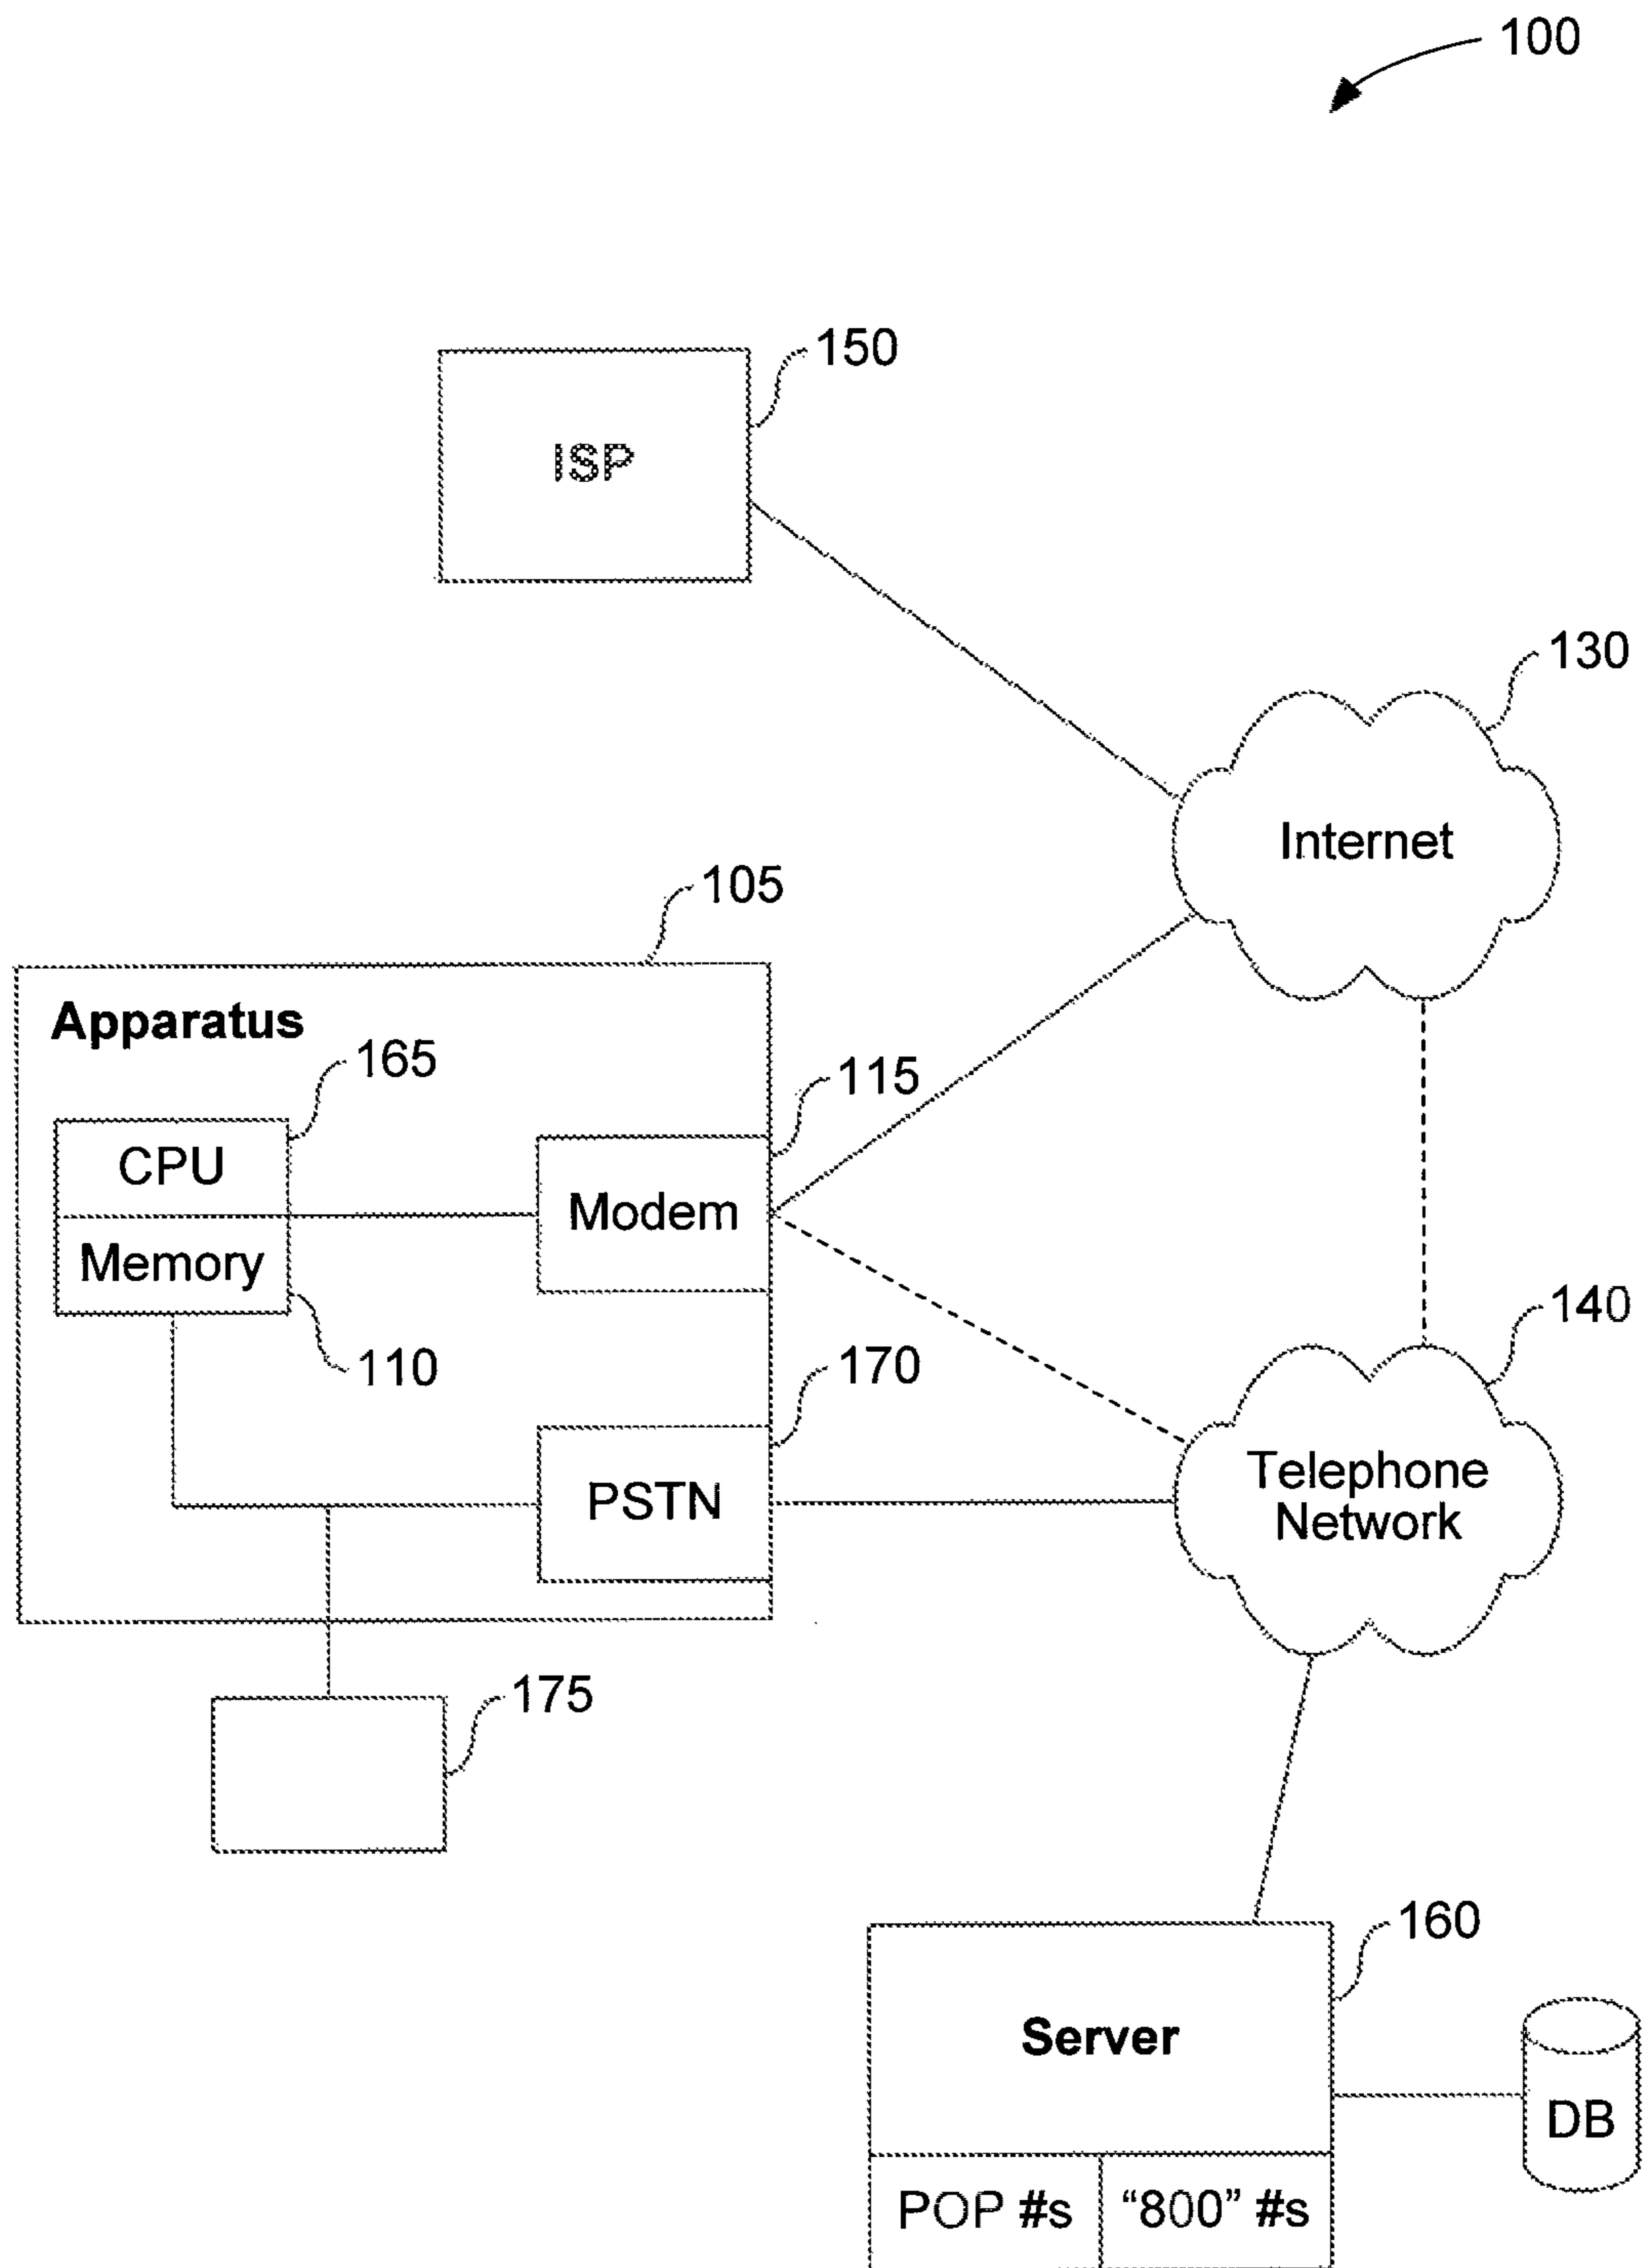 100
150
ISP
130
Internet
105
Apparatus
165
115
CPU
Modem
Memory
110
170
140
PSTN
Telephone
Network
175
160
Server
DB
POP #s
“800” #s